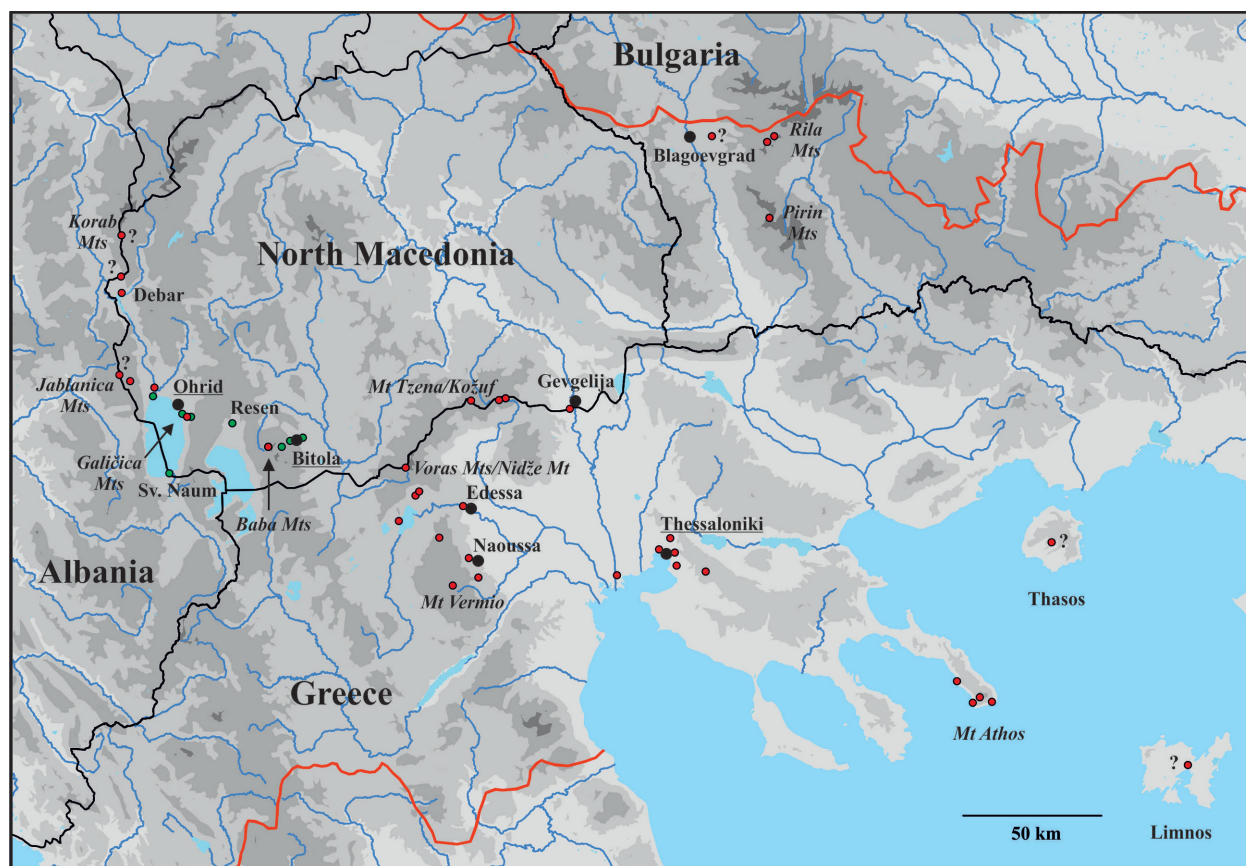 Bulgaria
?
Blagoevgrad
Rila
Mts
Pirin
Mts
Korab
Mts
?
North Macedonia
?
Debar
?
Jablanica
Mts
Ohrid
Resen
Mt Tzena/Kožuf
Gevgelija
Galičica
Mts
Bitola
Sv. Naum
Baba Mts
Voras Mts/Nidže Mt
Edessa
Thessaloniki
Naoussa
Albania
Mt Vermio
?
Thasos
Greece
Mt Athos
?
50 km
Limnos